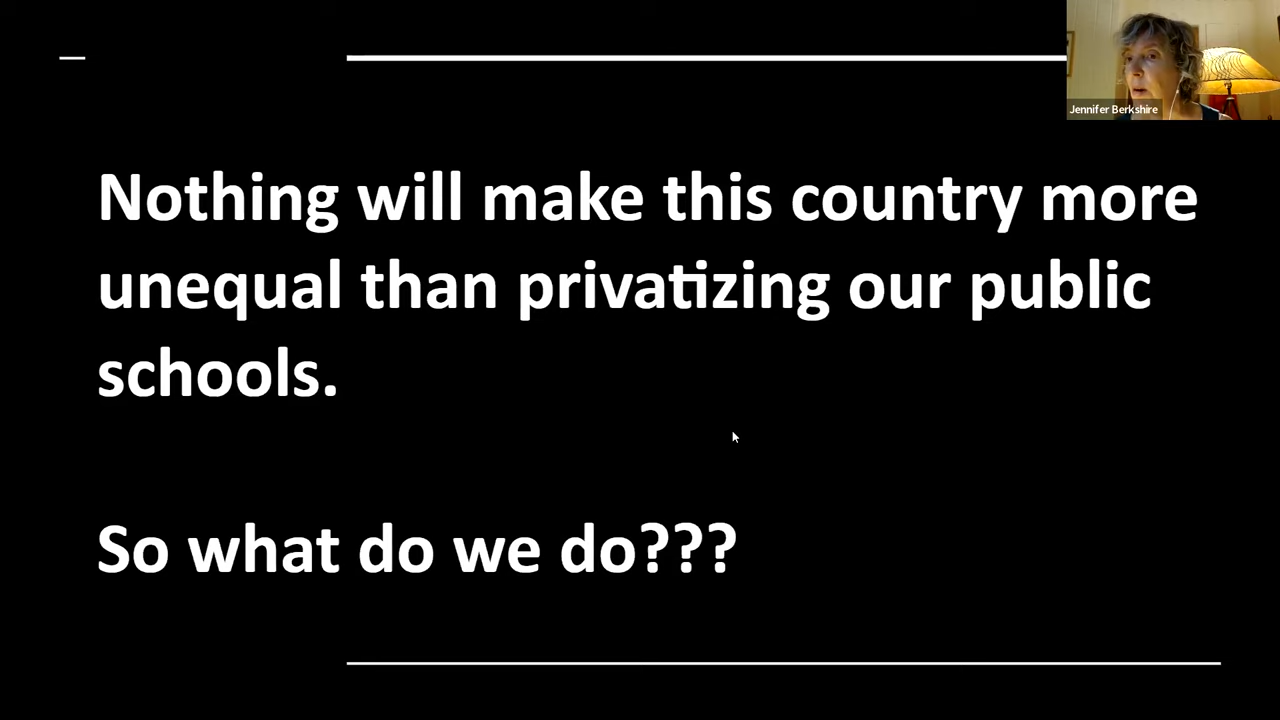 Jennifer Berkshire
Nothing will make this country more
unequal than privatizing our public
schools.
So what do we do???